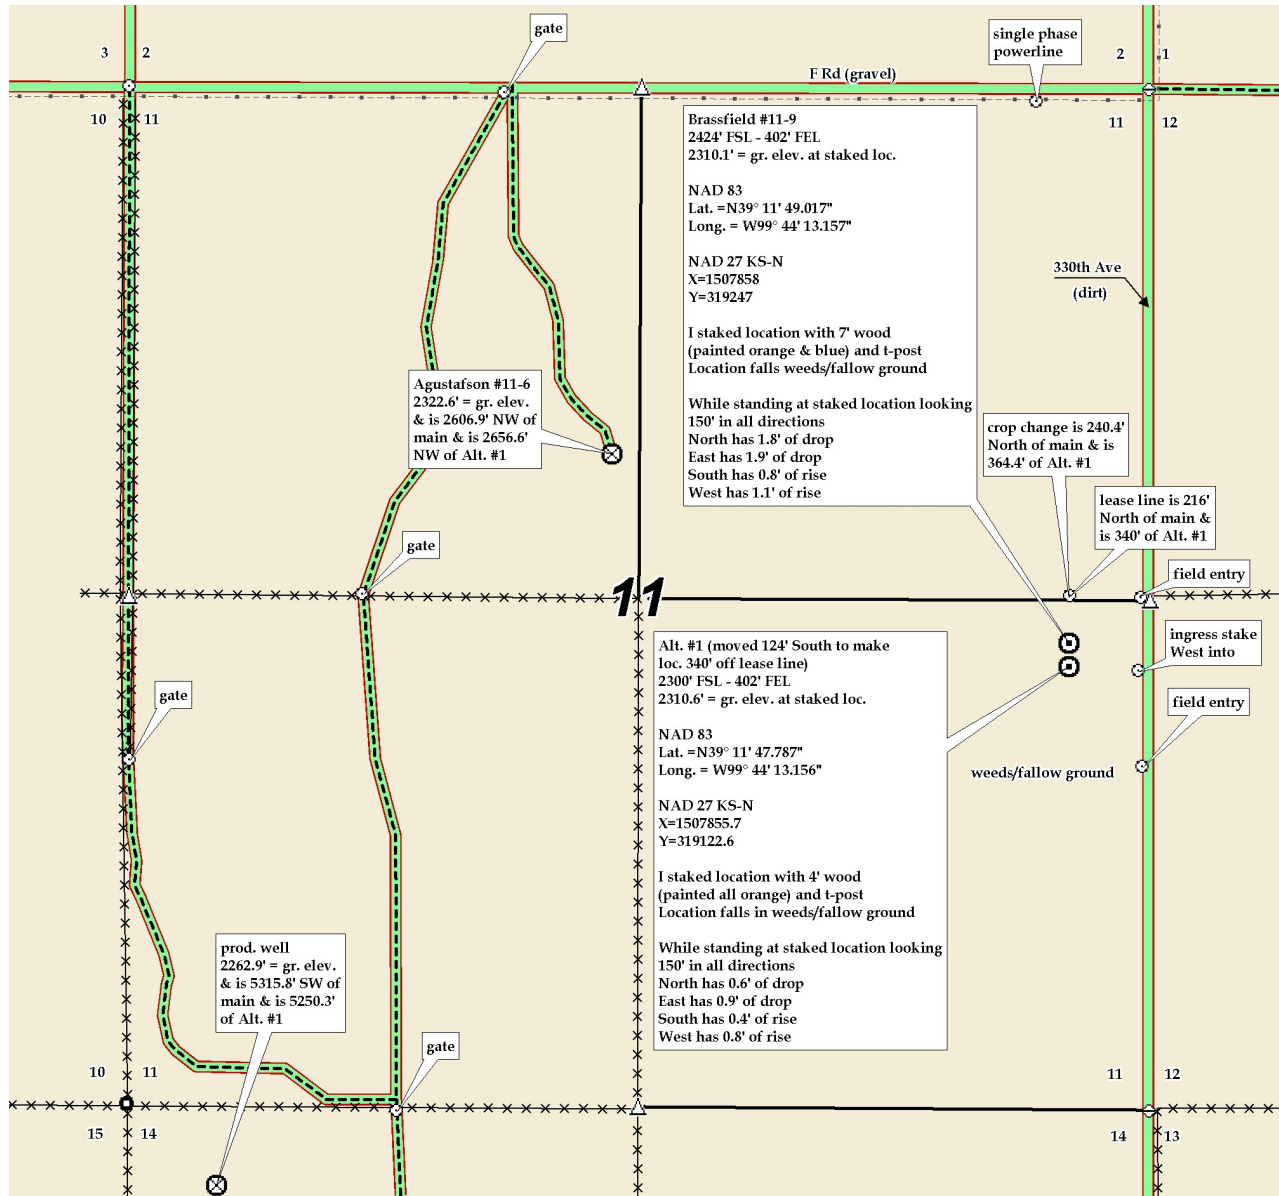 gate
single phase
powerline
3
2
2
1
F Rd (gravel)
10
11
11
12
Brassfield #11-9
2424' FSL - 402' FEL
2310.1' = gr. elev. at staked loc.
NAD 83
Lat. =N39° 11' 49.017"
Long. = W99° 44' 13.157"
NAD 27 KS-N
X=1507858
Y=319247
I staked location with 7' wood
(painted orange & blue) and t-post
Location falls weeds/fallow ground
While standing at staked location looking
150' in all directions
North has 1.8' of drop
East has 1.9' of drop
South has 0.8' of rise
West has 1.1' of rise
330th Ave
(dirt)
Agustafson #11-6
2322.6' = gr. elev.
& is 2606.9' NW of
main & is 2656.6'
NW of Alt. #1
crop change is 240.4'
North of main & is
364.4' of Alt. #1
lease line is 216'
North of main &
is 340' of Alt. #1
gate
field entry
11
Alt. #1 (moved 124' South to make
loc. 340' off lease line)
2300' FSL - 402' FEL
2310.6' = gr. elev. at staked loc.
NAD 83
Lat. =N39° 11' 47.787"
Long. = W99° 44' 13.156"
NAD 27 KS-N
X=1507855.7
Y=319122.6
I staked location with 4' wood
(painted all orange) and t-post
Location falls in weeds/fallow ground
While standing at staked location looking
150' in all directions
North has 0.6' of drop
East has 0.9' of drop
South has 0.4' of rise
West has 0.8' of rise
ingress stake
West into
gate
field entry
weeds/fallow ground
prod. well
2262.9' = gr. elev.
& is 5315.8' SW of
main & is 5250.3'
of Alt. #1
gate
10
11
11
12
15
14
14
13